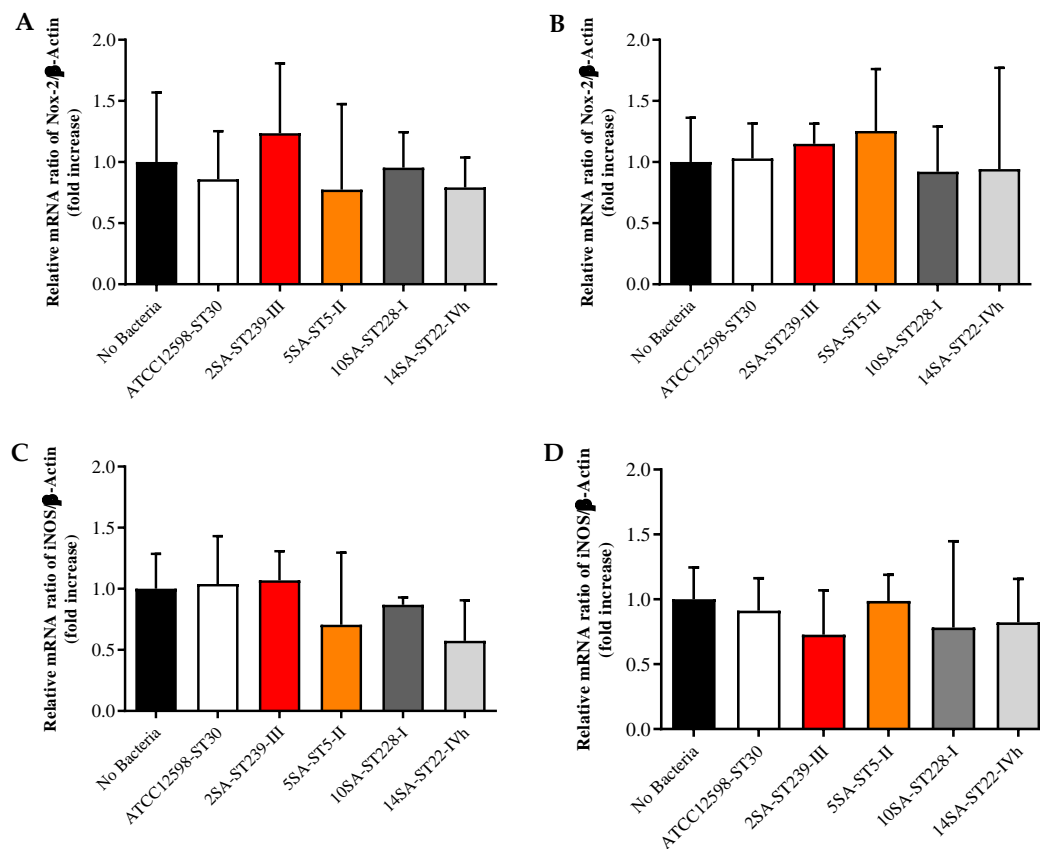 A
Relative mRNA ratio of Nox-2/β-Actin
(fold increase)
2.0
1.5
1.0
0.5
0.0
No Bacteria
ATCC12598-ST30
2SA-ST239-III
5SA-ST5-II
10SA-ST228-I
14SA-ST22-IVh
B
Relative mRNA ratio of Nox-2/β-Actin
(fold increase)
2.0
1.5
1.0
0.5
0.0
No Bacteria
ATCC12598-ST30
2SA-ST239-III
5SA-ST5-II
10SA-ST228-I
14SA-ST22-IVh
C
Relative mRNA ratio of iNOS/β-Actin
(fold increase)
2.0
1.5
1.0
0.5
0.0
No Bacteria
ATCC12598-ST30
2SA-ST239-III
5SA-ST5-II
10SA-ST228-I
14SA-ST22-IVh
D
Relative mRNA ratio of iNOS/β-Actin
(fold increase)
2.0
1.5
1.0
0.5
0.0
No Bacteria
ATCC12598-ST30
2SA-ST239-III
5SA-ST5-II
10SA-ST228-I
14SA-ST22-IVh